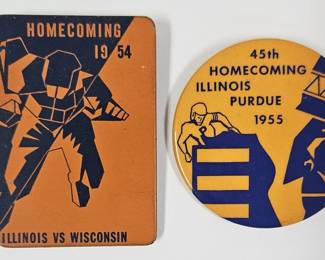 HOMECOMING
19 54
ILLINOIS VS WISCONSIN
45th
HOMECOMING
ILLINOIS
PURDUE
1955
P